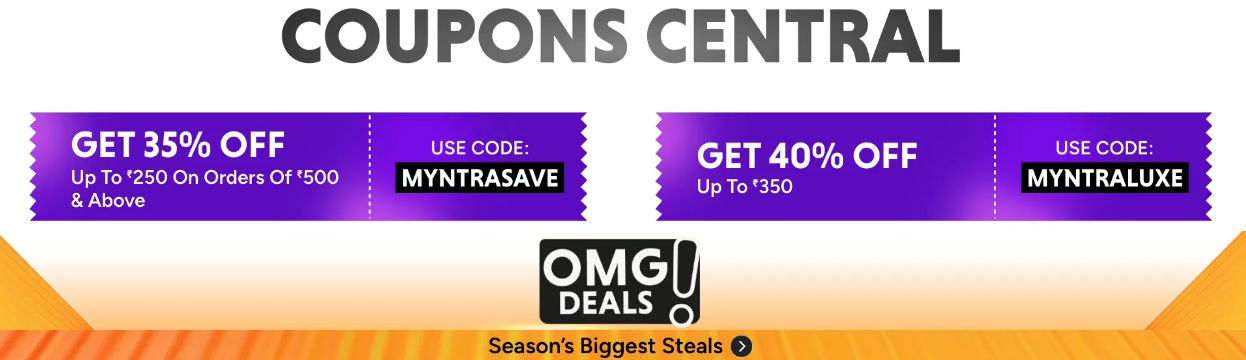 COUPONS CENTRAL
GET 35% OFF
Up To ₹250 On Orders Of ₹500
& Above
USE CODE:
MYNTRASAVE
GET 40% OFF
Up To ₹350
USE CODE:
MYNTRALUXE
OMG!
DEALS
Season's Biggest Steals